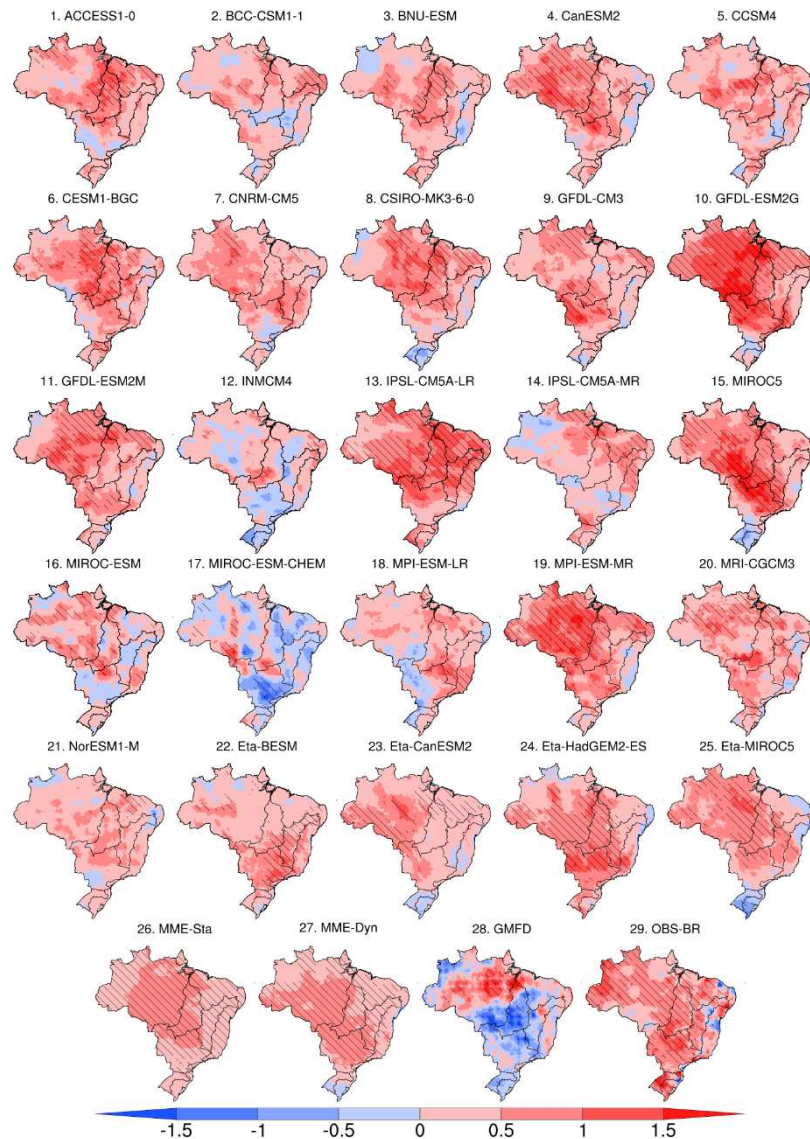 1. ACCESS1-0 2. BCC-CSM1-1 3. BNU-ESM 4. CanESM2 5. CCSM4
6. CESM1-BGC 7. CNRM-CM5 8. CSIRO-MK3-6-0 9. GFDL-CM3 10. GFDL-ESM2G
11. GFDL-ESM2M 12. INMCM4 13. IPSL-CM5A-LR 14. IPSL-CM5A-MR 15. MIROC5
16. MIROC-ESM 17. MIROC-ESM-CHEM 18. MPI-ESM-LR 19. MPI-ESM-MR 20. MRI-CGCM3
21. NorESM1-M 22. Eta-BESM 23. Eta-CanESM2 24. Eta-HadGEM2-ES 25. Eta-MIROC5
26. MME-Sta 27. MME-Dyn 28. GMFD 29. OBS-BR
-1.5 -1 -0.5 0 0.5 1 1.5